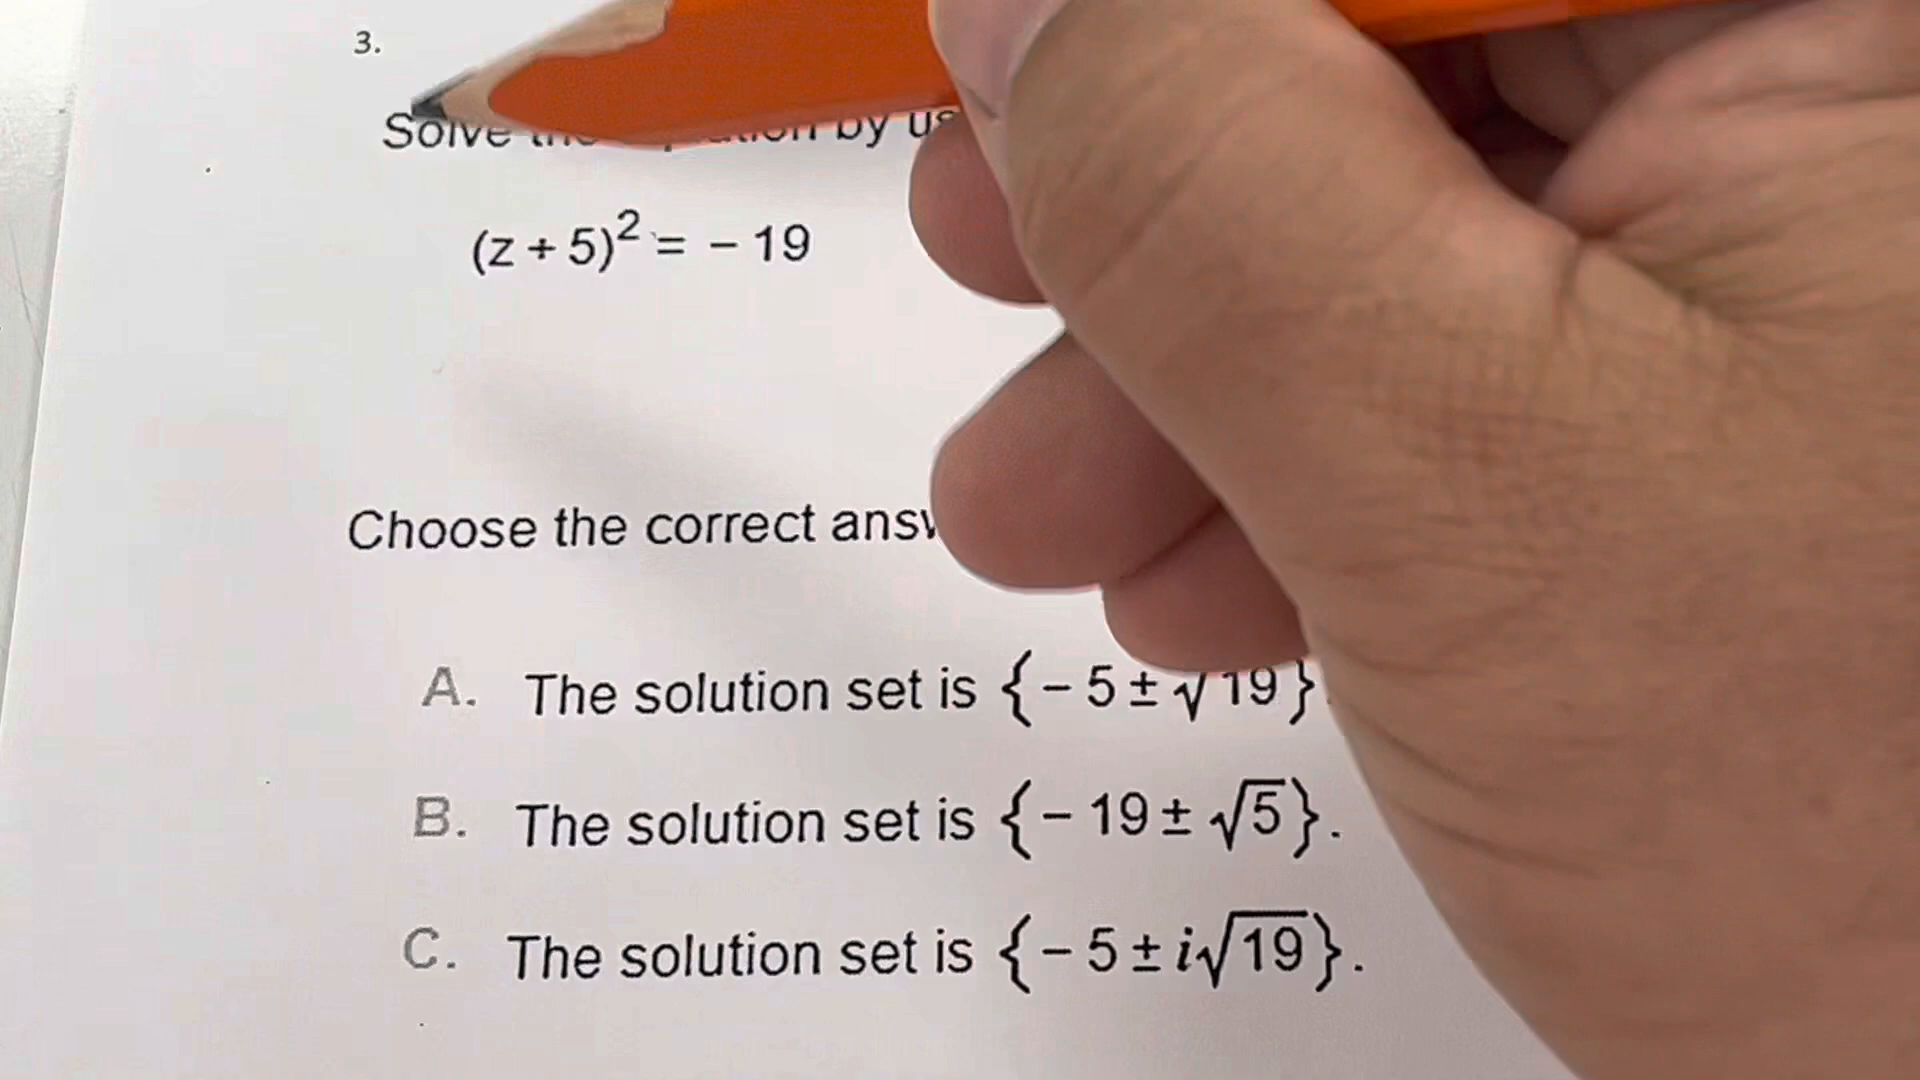 3.
Solve by
(z + 5)² = − 19
Choose the correct
A. The solution set is {− 5 ± √19}.
B. The solution set is {− 19 ± √5}.
C. The solution set is {− 5 ± i√19}.